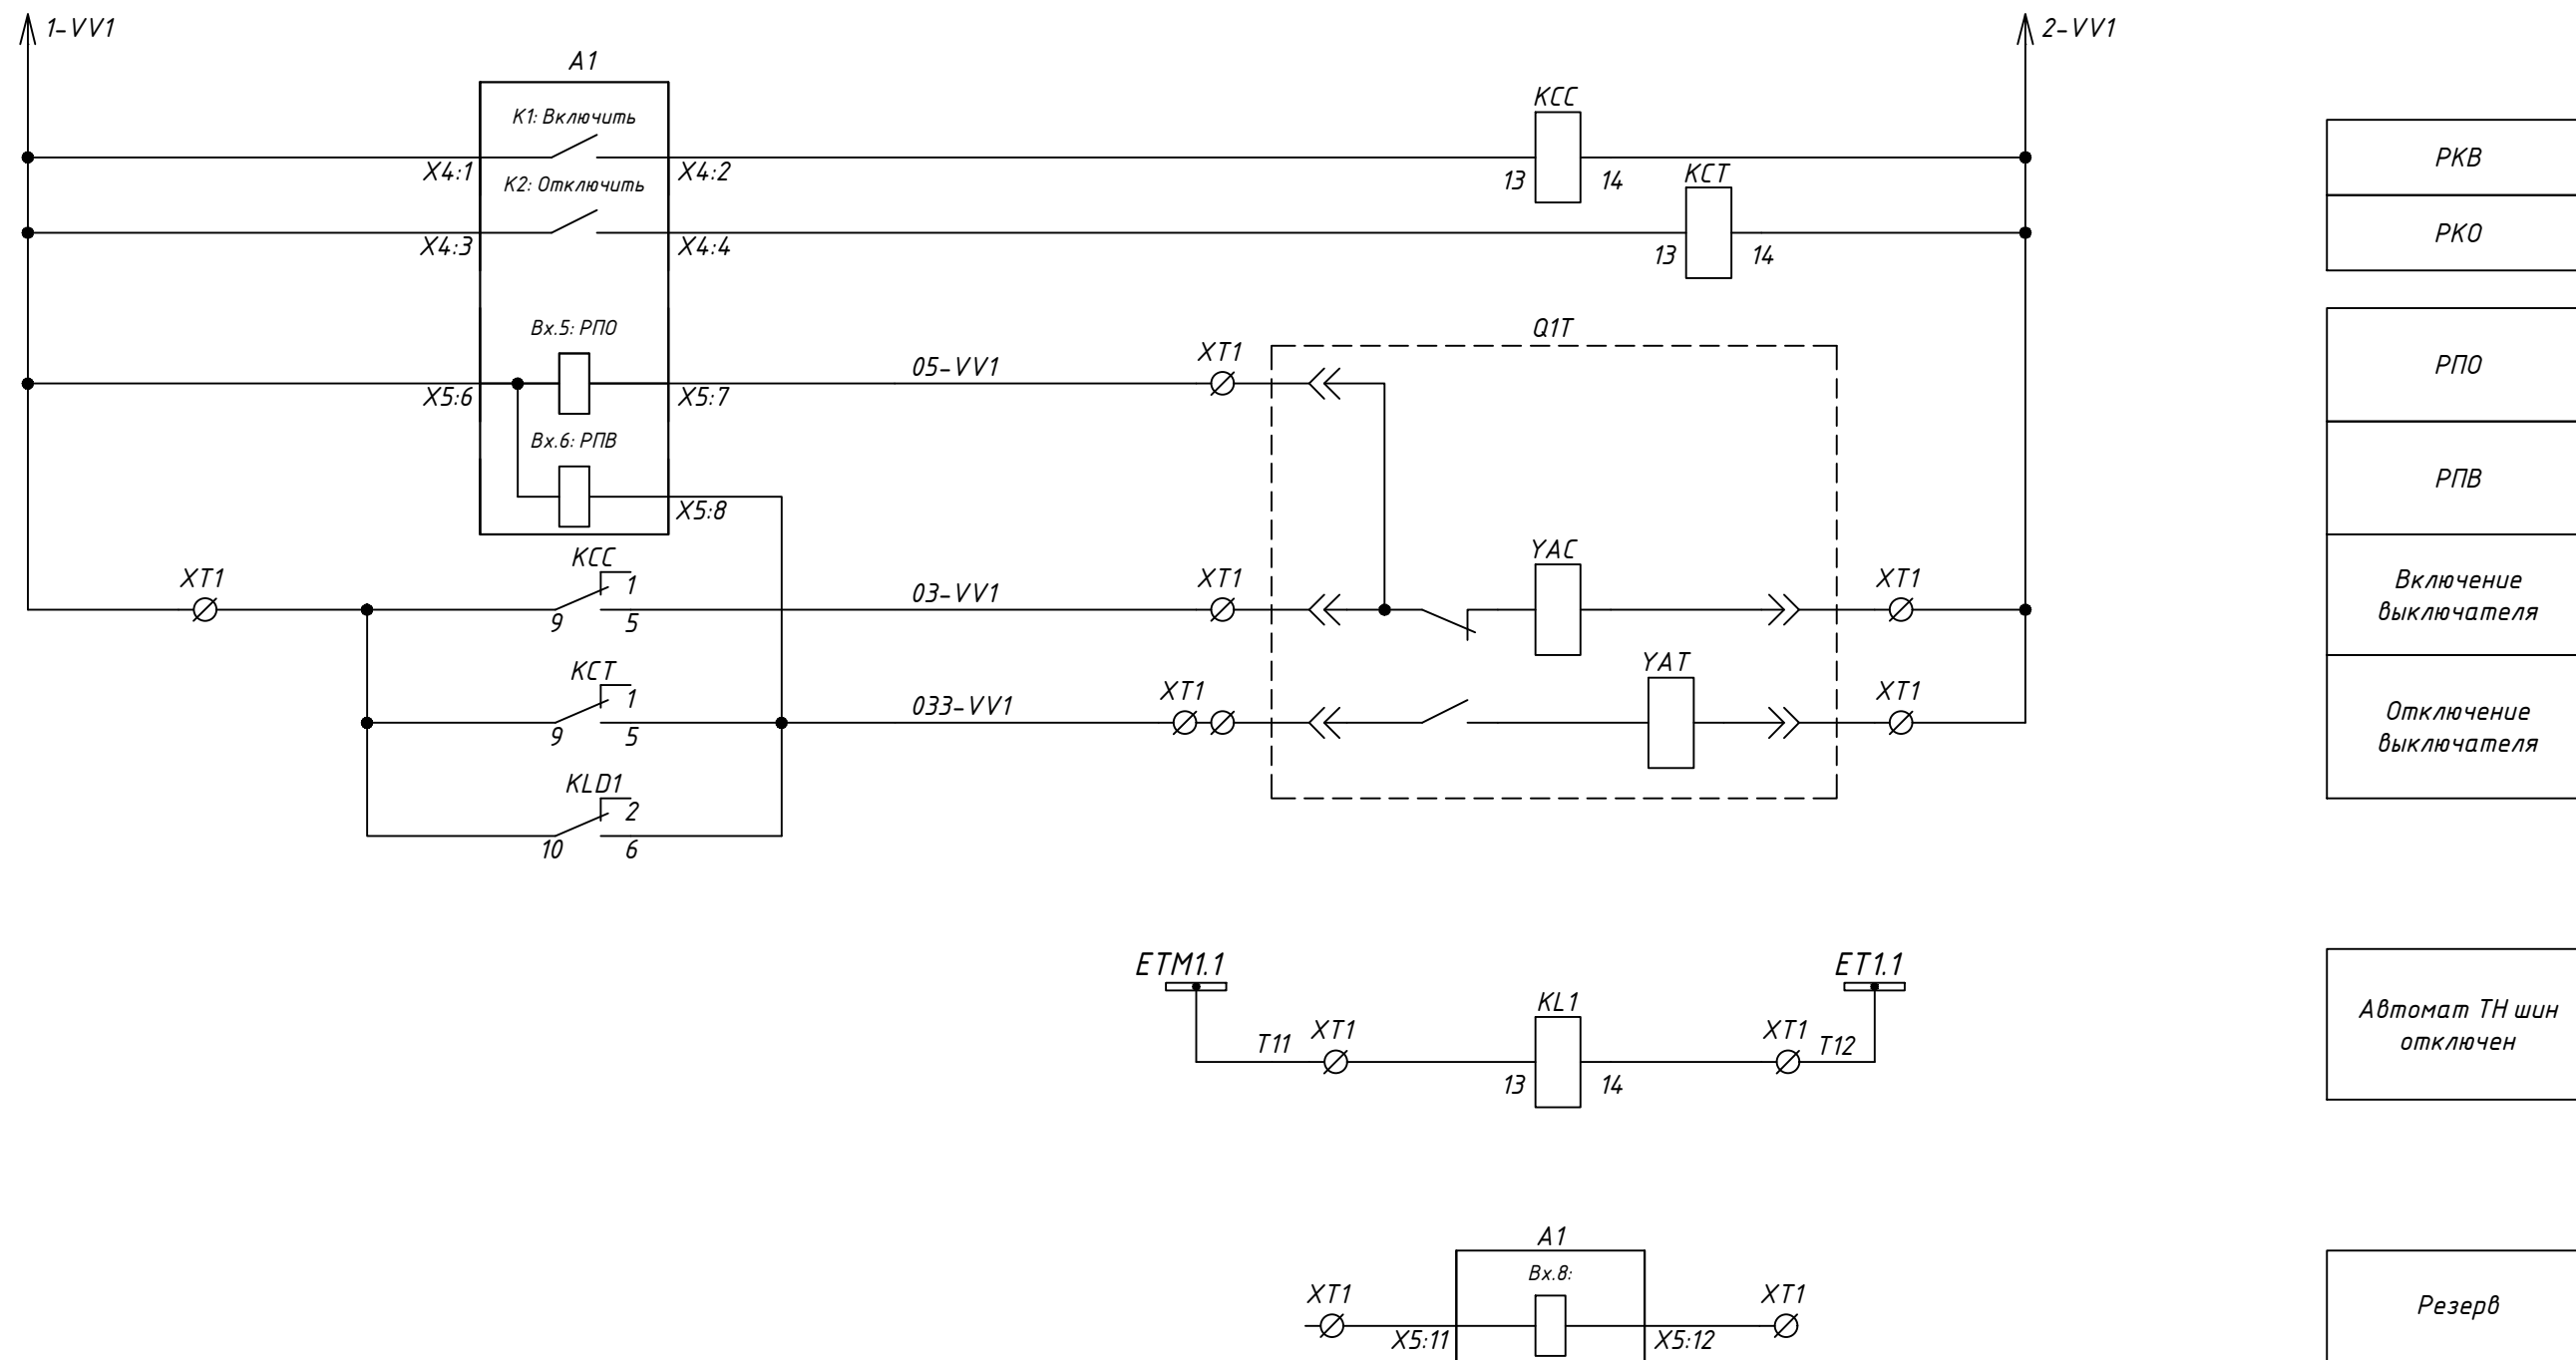 1-VV1
2-VV1
A1
K1: Включить
X4:1
X4:2
KCC
13
14
РКВ
K2: Отключить
X4:3
X4:4
KCT
13
14
РКО
Вх.5: РПО
X5:6
X5:7
05-VV1
XT1
Q1T
РПО
Вх.6: РПВ
X5:8
РПВ
XT1
KCC
1
9
5
03-VV1
XT1
YAC
XT1
Включение
выключателя
KCT
1
9
5
033-VV1
XT1
YAT
XT1
Отключение
выключателя
KLD1
2
10
6
ETM1.1
ET1.1
T11
XT1
KL1
13
14
XT1
T12
Автомат ТН шин
отключен
A1
Вх.8:
XT1
X5:11
X5:12
XT1
Резерв